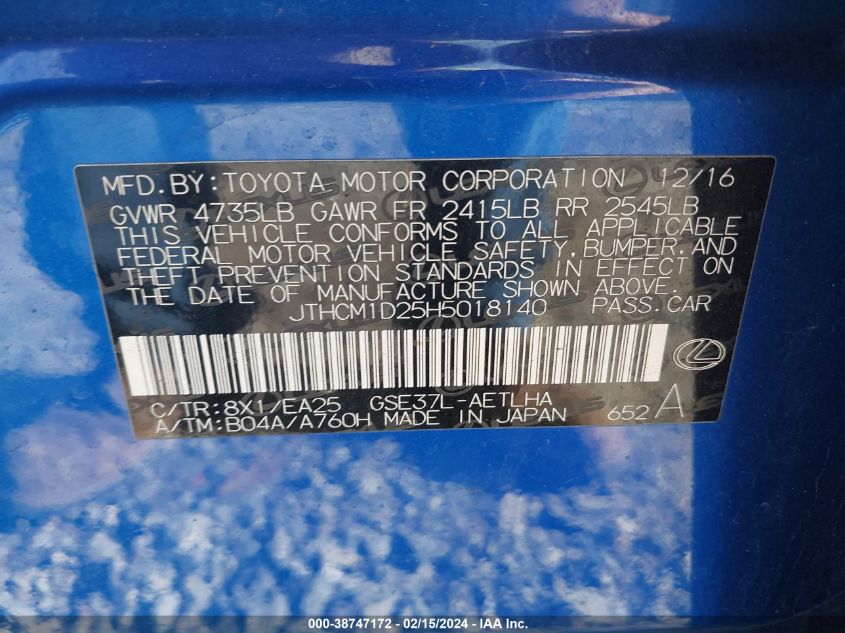 MFD. BY: TOYOTA MOTOR CORPORATION 12/16
GVWR 4735LB GAWR FR 2415LB RR 2545LB
THIS VEHICLE CONFORMS TO ALL APPLICABLE
FEDERAL MOTOR VEHICLE SAFETY, BUMPER, AND
THEFT PREVENTION STANDARDS IN EFFECT ON
THE DATE OF MANUFACTURE SHOWN ABOVE.
JTHCM1D25H5018140 PASS. CAR
C/TR: 8X1/EA25 GSE37L-AETLHA
A/TM: B04A/A760H MADE IN JAPAN 652 A
000-38747172 - 02/15/2024 - IAAI.COM